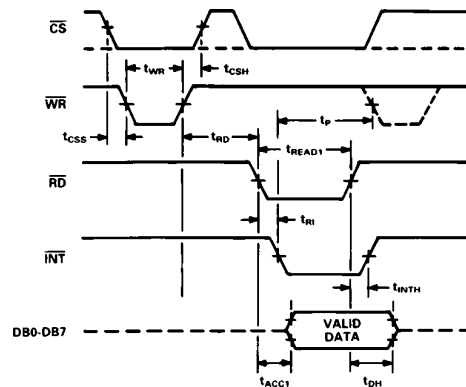 CS
tWR
tCSH
WR
tCSS
tRD
tP
tREAD1
RD
tRI
INT
tINTH
DB0-DB7
VALID
DATA
tACC1
tDH